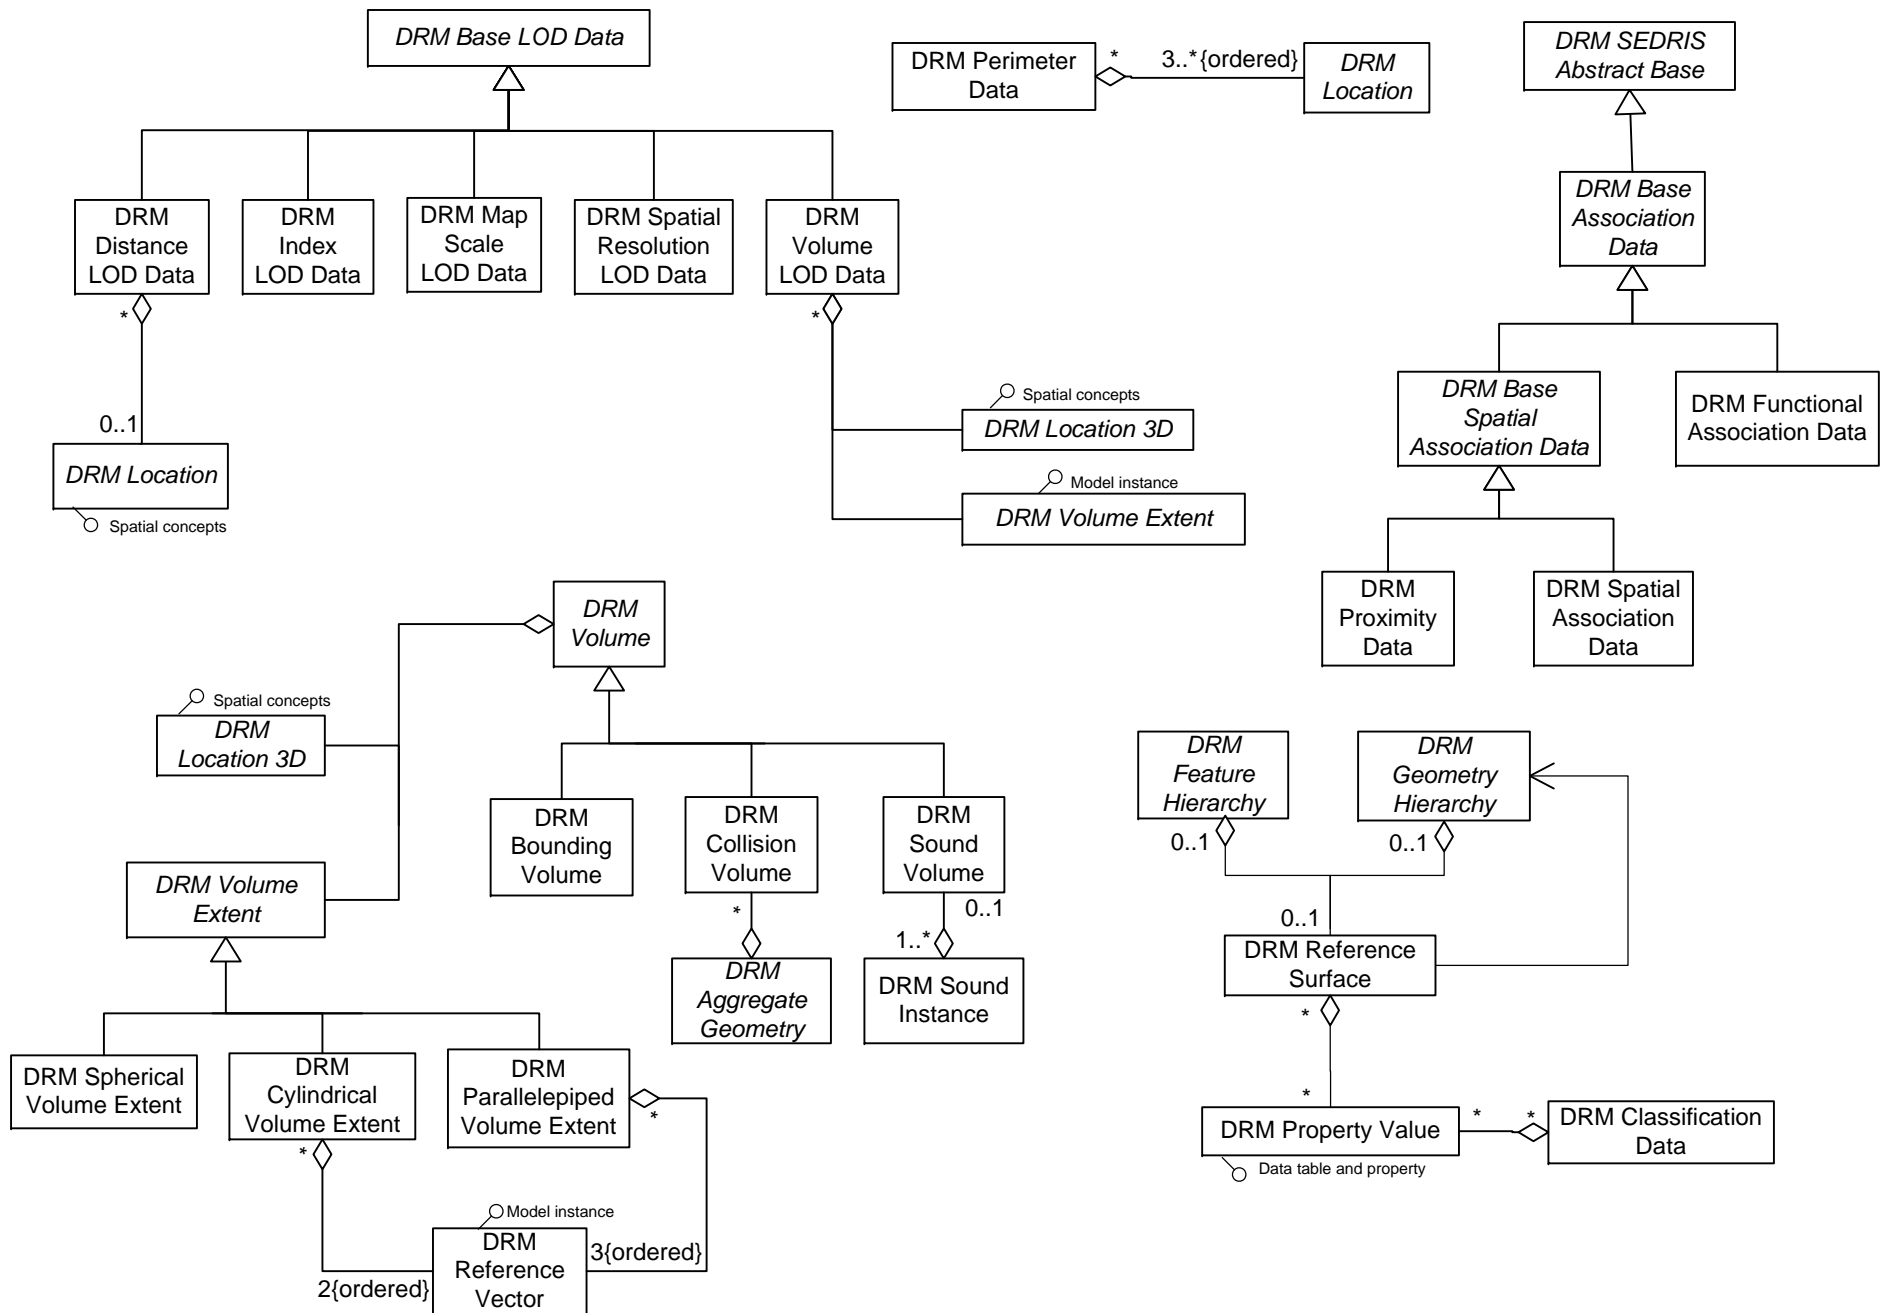 DRM Base LOD Data
DRM
Distance
LOD Data
DRM
Index
LOD Data
DRM Map
Scale
LOD Data
DRM Spatial
Resolution
LOD Data
DRM
Volume
LOD Data
*
0..1
DRM Location
Spatial concepts
*
Spatial concepts
DRM Location 3D
Model instance
DRM Volume Extent
DRM Perimeter
Data
*
3..*{ordered}
DRM
Location
DRM SEDRIS
Abstract Base
DRM Base
Association
Data
DRM Base
Spatial
Association Data
DRM Functional
Association Data
DRM
Proximity
Data
DRM Spatial
Association
Data
DRM
Volume
Spatial concepts
DRM
Location 3D
DRM
Bounding
Volume
DRM
Collision
Volume
DRM
Sound
Volume
*
0..1
1..*
DRM
Aggregate
Geometry
DRM Sound
Instance
DRM Volume
Extent
DRM Spherical
Volume Extent
DRM
Cylindrical
Volume Extent
DRM
Parallelepiped
Volume Extent
*
*
Model instance
DRM
Reference
Vector
2{ordered}
3{ordered}
DRM
Feature
Hierarchy
DRM
Geometry
Hierarchy
0..1
0..1
0..1
DRM Reference
Surface
*
*
DRM Property Value
Data table and property
*
*
DRM Classification
Data